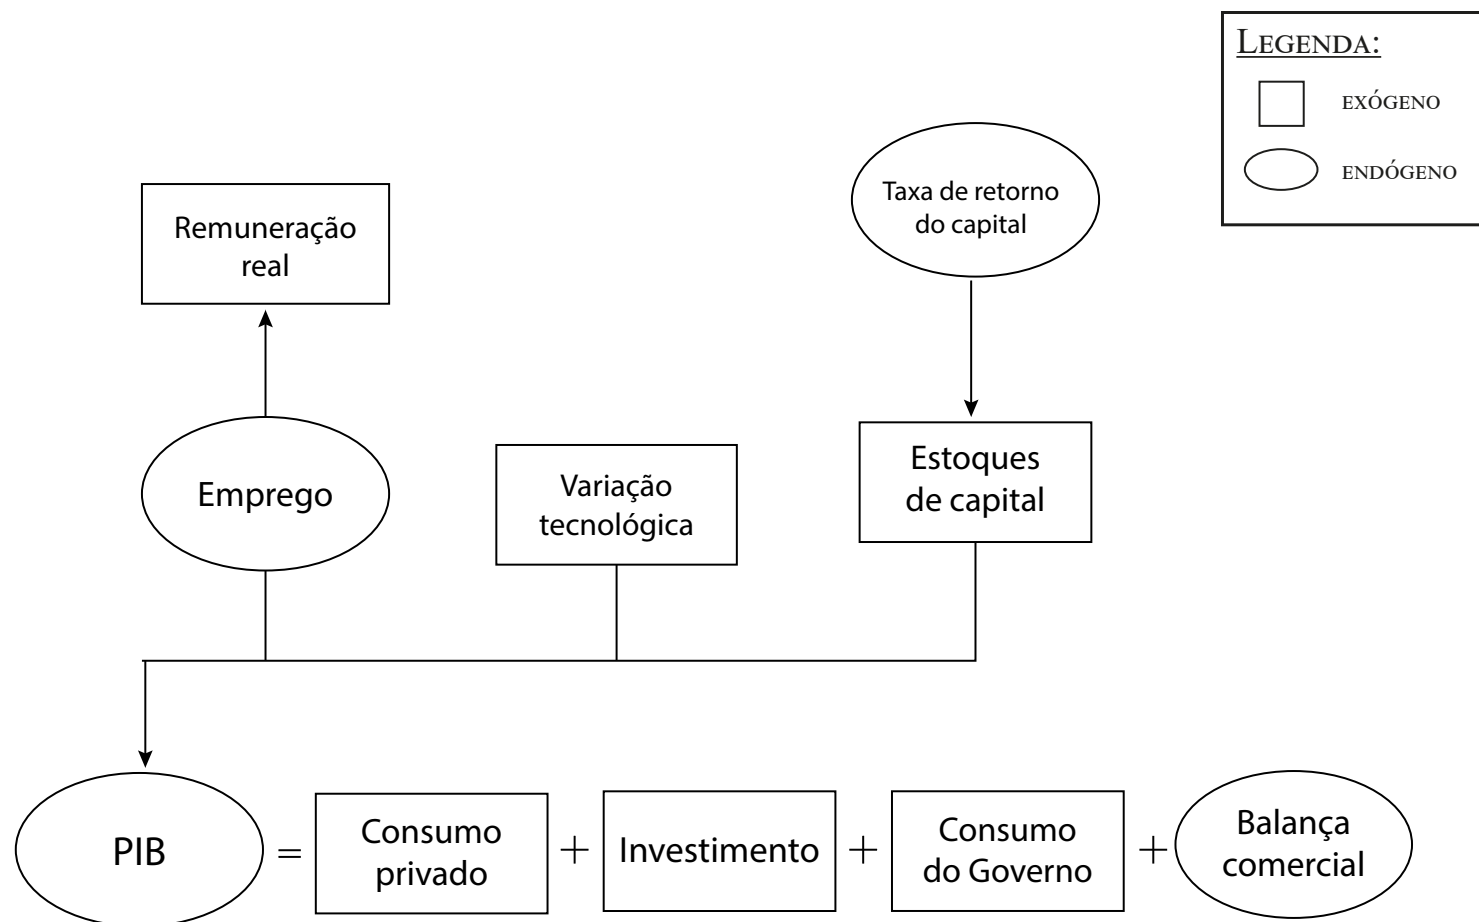 LEGENDA:
EXÓGENO
ENDÓGENO
Taxa de retorno
do capital
Remuneração
real
Emprego
Variação
tecnológica
Estoques
de capital
PIB = Consumo privado + Investimento + Consumo do Governo + Balança comercial